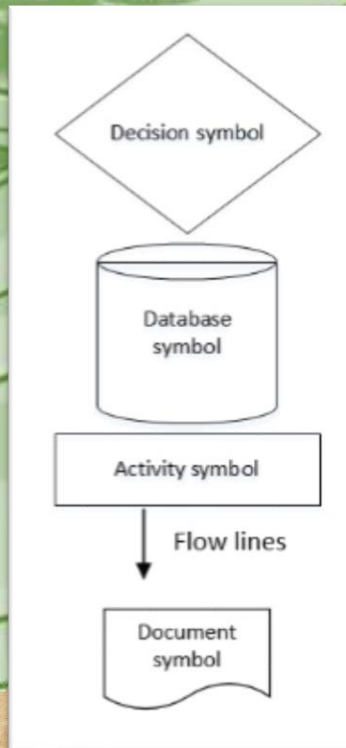 Decision symbol
Database
symbol
Activity symbol
Flow lines
Document
symbol